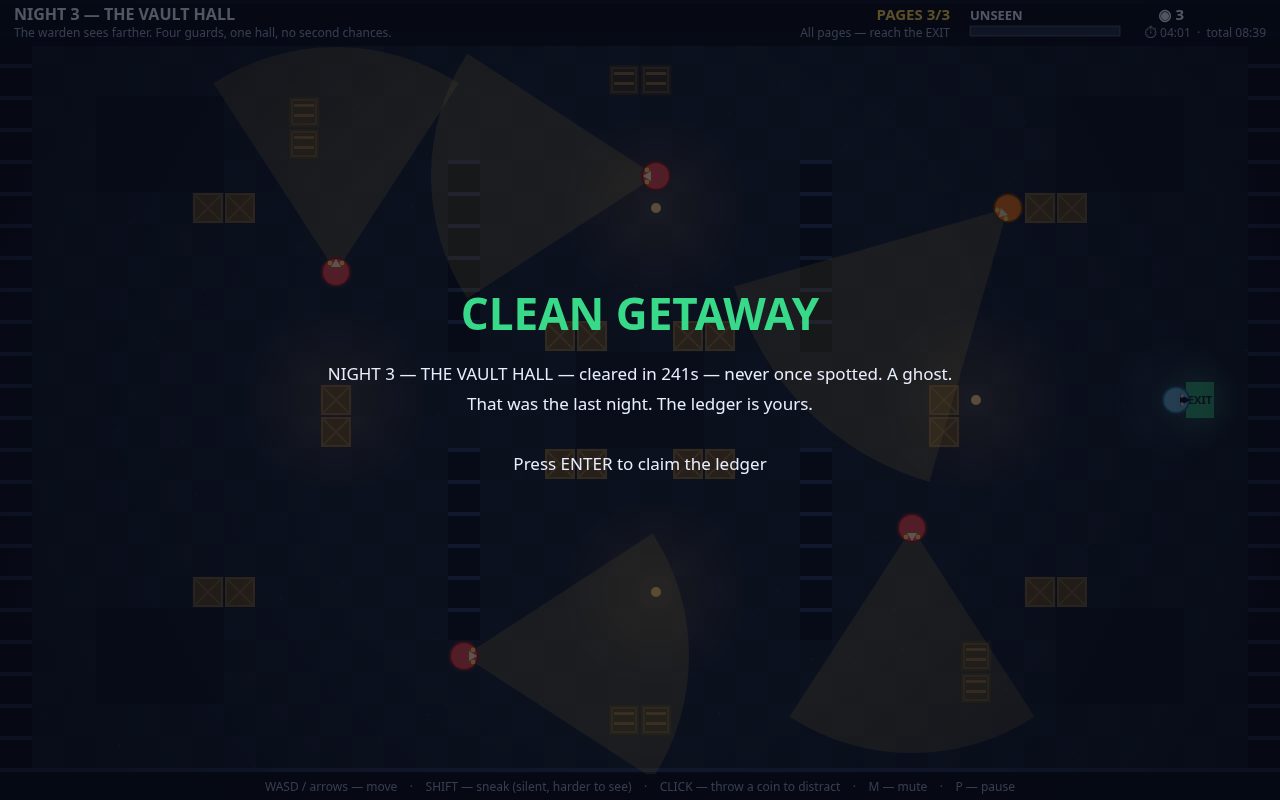 NIGHT 3 — THE VAULT HALL
The warden sees farther. Four guards, one hall, no second chances.
PAGES 3/3
All pages — reach the EXIT
UNSEEN
◉ 3
⏱ 04:01 · total 08:39
CLEAN GETAWAY
NIGHT 3 — THE VAULT HALL — cleared in 241s — never once spotted. A ghost.
That was the last night. The ledger is yours.
EXIT
Press ENTER to claim the ledger
WASD / arrows — move · SHIFT — sneak (silent, harder to see) · CLICK — throw a coin to distract · M — mute · P — pause